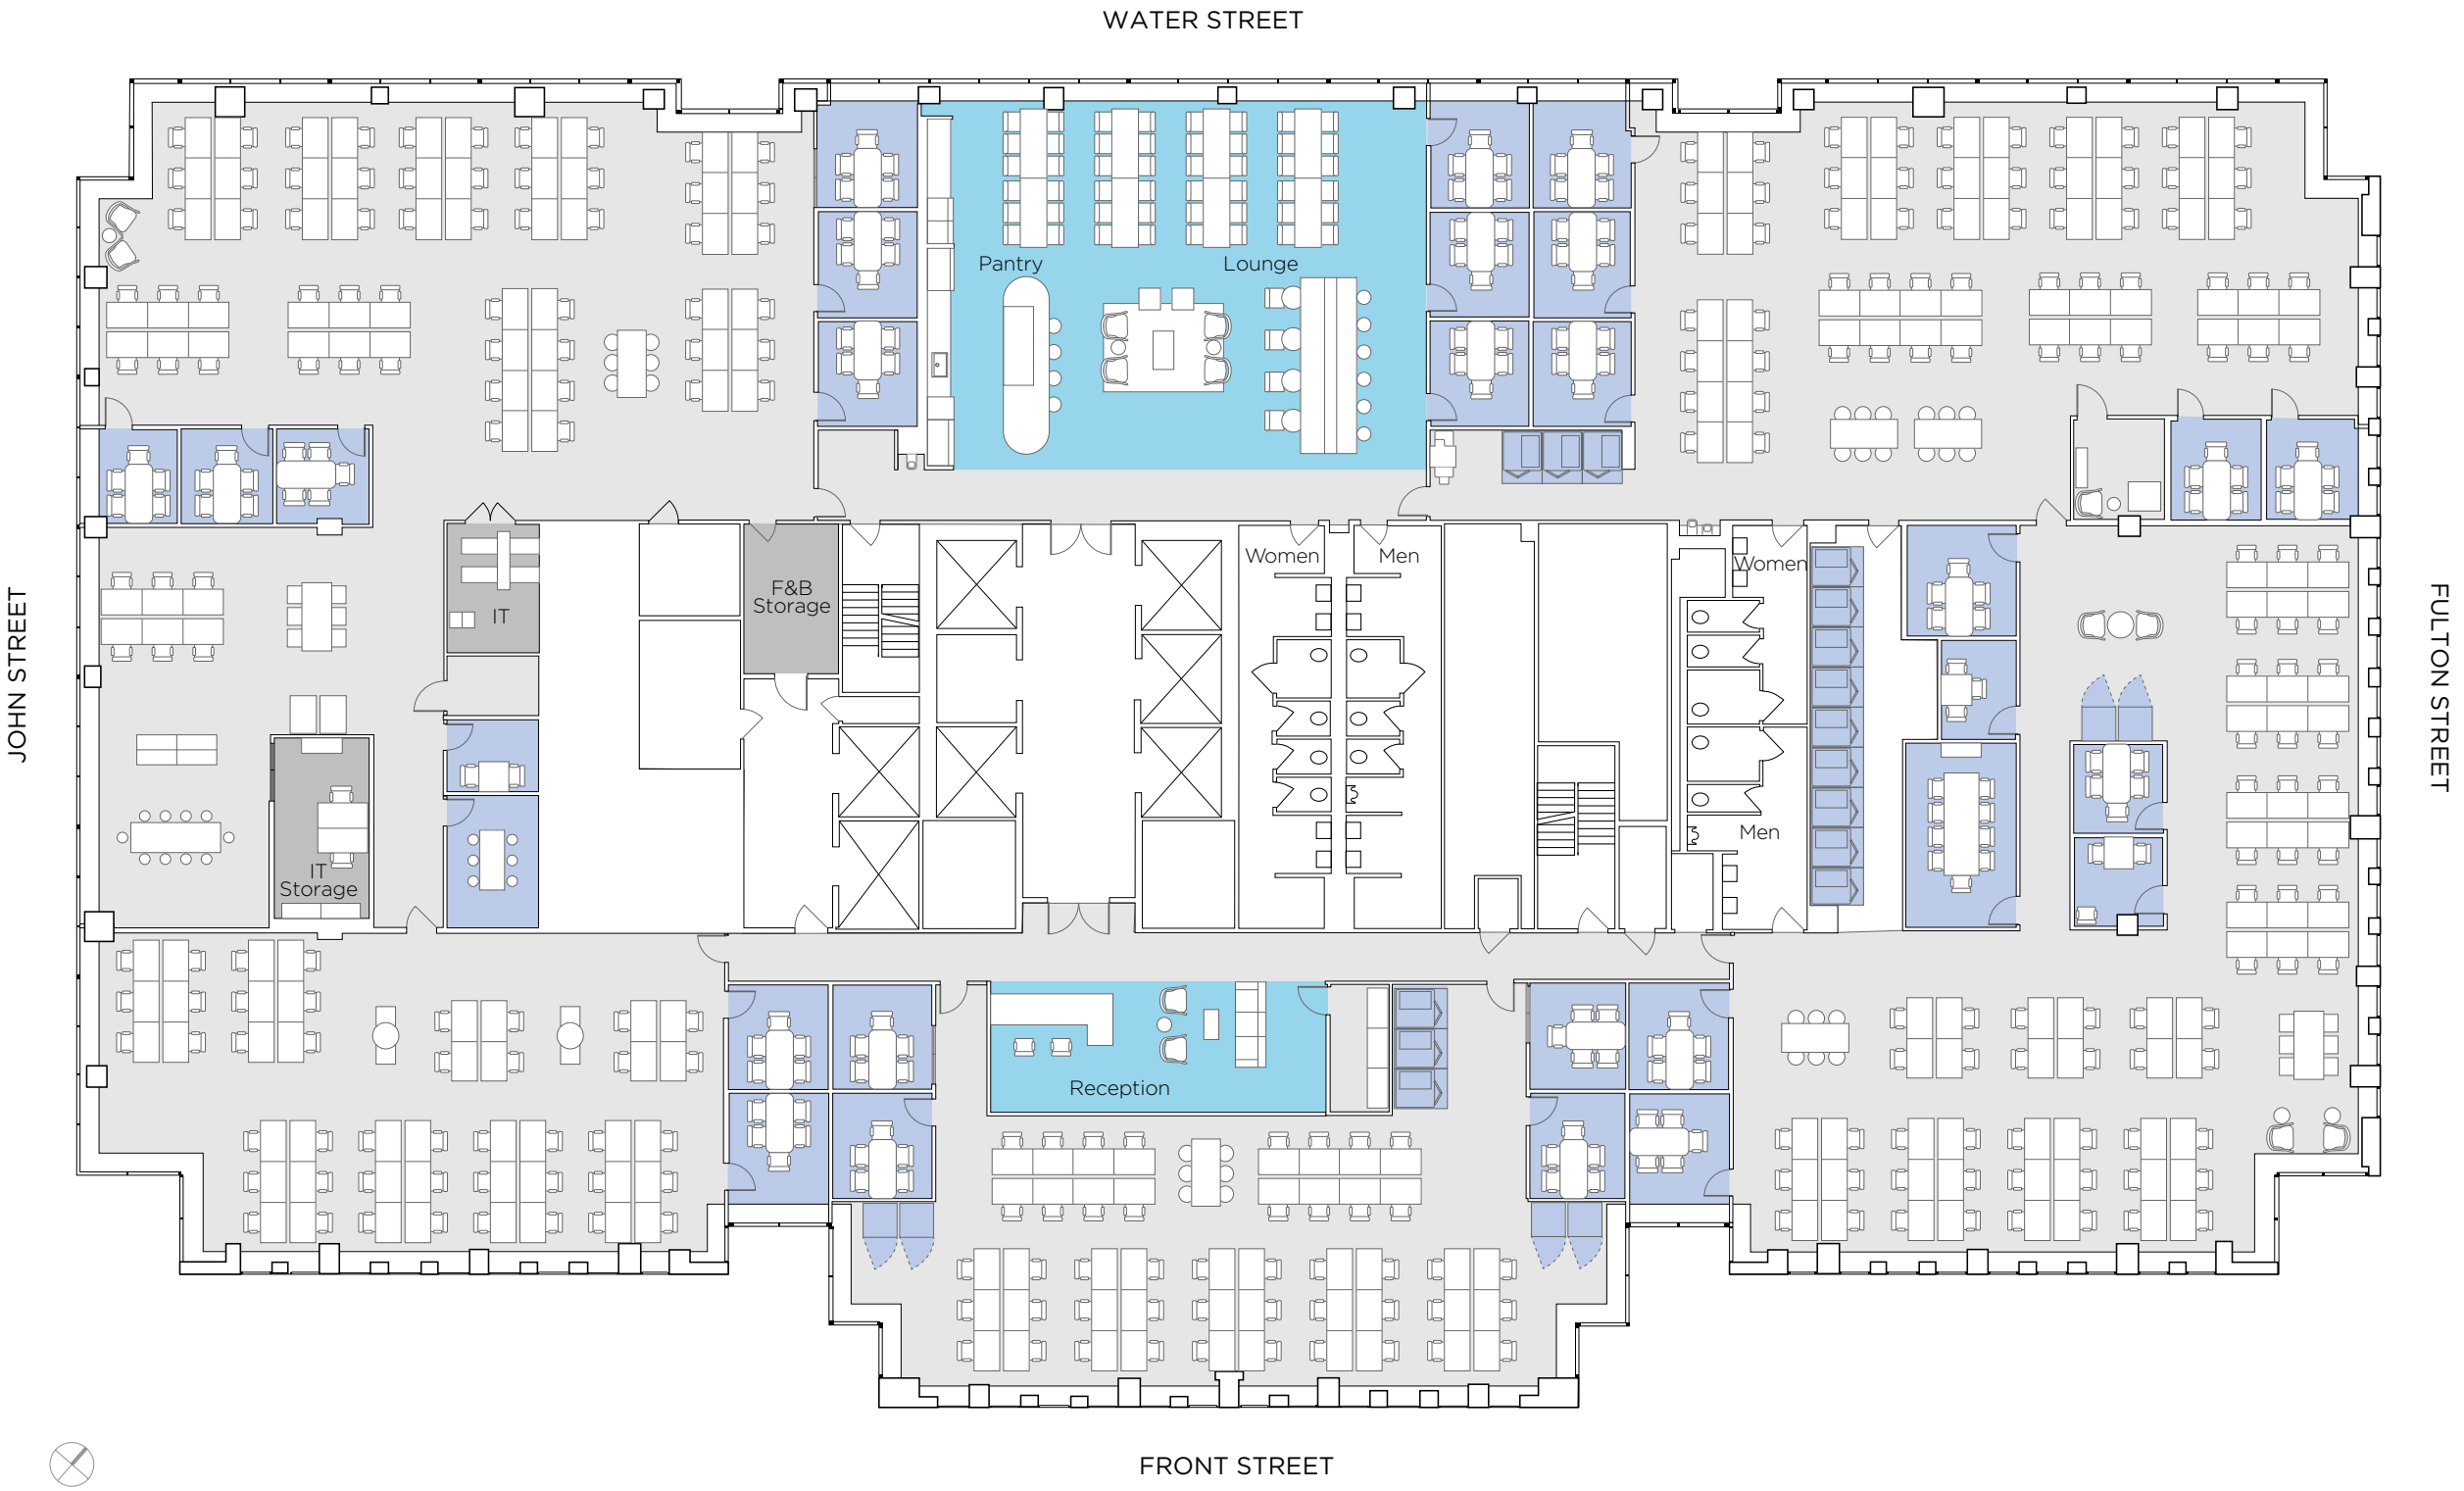 WATER STREET
Pantry
Lounge
Women
Men
Women
F&B
Storage
IT
JOHN STREET
FULTON STREET
Men
IT
Storage
Reception
FRONT STREET